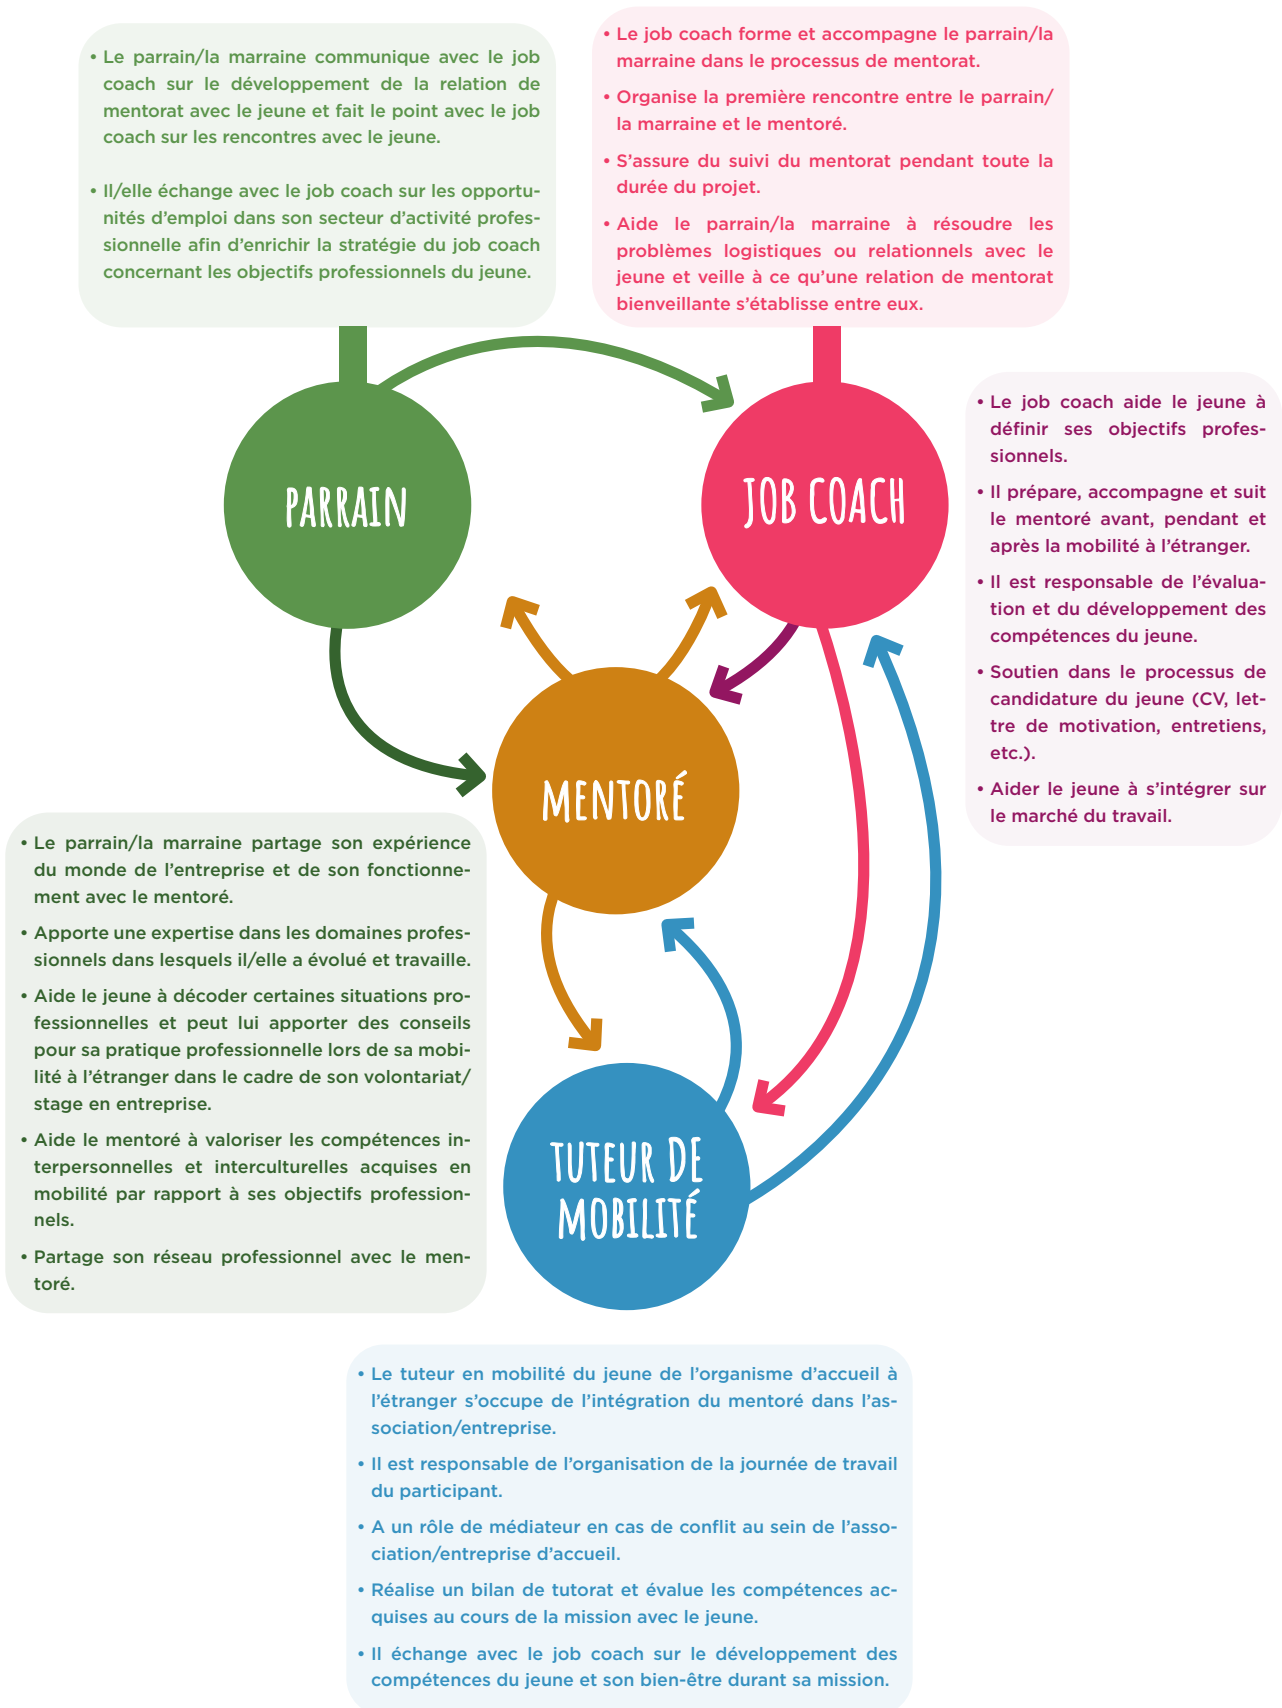 • Le parrain/la marraine communique avec le job
coach sur le développement de la relation de
mentorat avec le jeune et fait le point avec le job
coach sur les rencontres avec le jeune.
• Il/elle échange avec le job coach sur les opportu-
nités d’emploi dans son secteur d’activité profes-
sionnelle afin d’enrichir la stratégie du job coach
concernant les objectifs professionnels du jeune.
• Le job coach forme et accompagne le parrain/la
marraine dans le processus de mentorat.
• Organise la première rencontre entre le parrain/
la marraine et le mentoré.
• S’assure du suivi du mentorat pendant toute la
durée du projet.
• Aide le parrain/la marraine à résoudre les
problèmes logistiques ou relationnels avec le
jeune et veille à ce qu’une relation de mentorat
bienveillante s’établisse entre eux.
PARRAIN
JOB COACH
• Le job coach aide le jeune à
définir ses objectifs profes-
sionnels.
• Il prépare, accompagne et suit
le mentoré avant, pendant et
après la mobilité à l’étranger.
• Il est responsable de l’évalua-
tion et du développement des
compétences du jeune.
• Soutien dans le processus de
candidature du jeune (CV, let-
tre de motivation, entretiens,
etc.).
• Aider le jeune à s’intégrer sur
le marché du travail.
MENTORÉ
• Le parrain/la marraine partage son expérience
du monde de l’entreprise et de son fonctionne-
ment avec le mentoré.
• Apporte une expertise dans les domaines profes-
sionnels dans lesquels il/elle a évolué et travaille.
• Aide le jeune à décoder certaines situations pro-
fessionnelles et peut lui apporter des conseils
pour sa pratique professionnelle lors de sa mobi-
lité à l’étranger dans le cadre de son volontariat/
stage en entreprise.
• Aide le mentoré à valoriser les compétences in-
terpersonnelles et interculturelles acquises en
mobilité par rapport à ses objectifs profession-
nels.
• Partage son réseau professionnel avec le men-
toré.
TUTEUR DE
MOBILITÉ
• Le tuteur en mobilité du jeune de l’organisme d’accueil à
l’étranger s’occupe de l’intégration du mentoré dans l’as-
sociation/entreprise.
• Il est responsable de l’organisation de la journée de travail
du participant.
• A un rôle de médiateur en cas de conflit au sein de l’asso-
ciation/entreprise d’accueil.
• Réalise un bilan de tutorat et évalue les compétences ac-
quises au cours de la mission avec le jeune.
• Il échange avec le job coach sur le développement des
compétences du jeune et son bien-être durant sa mission.